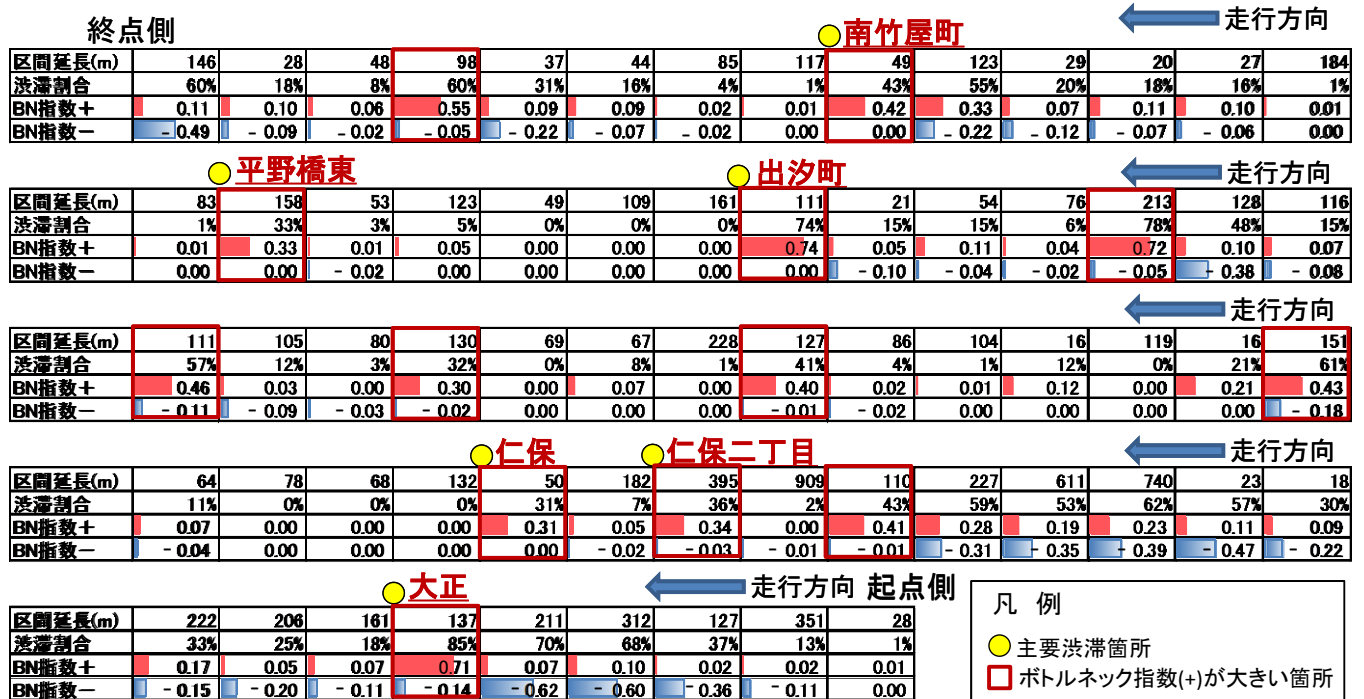 終点側
南竹屋町
走行方向
区間延長(m) 146 28 48 98 37 44 85 117 49 123 29 20 27 184
渋滞割合 60% 18% 8% 60% 31% 16% 4% 1% 43% 55% 20% 18% 16% 1%
BN指数+ 0.11 0.10 0.06 0.55 0.09 0.09 0.02 0.01 0.42 0.33 0.07 0.11 0.10 0.01
BN指数− - 0.49 - 0.09 - 0.02 - 0.05 - 0.22 - 0.07 - 0.02 0.00 0.00 - 0.22 - 0.12 - 0.07 - 0.06 0.00
平野橋東
出汐町
走行方向
区間延長(m) 83 158 53 123 49 109 161 111 21 54 76 213 128 116
渋滞割合 1% 33% 3% 5% 0% 0% 0% 74% 15% 15% 6% 78% 48% 15%
BN指数+ 0.01 0.33 0.01 0.05 0.00 0.00 0.00 0.74 0.05 0.11 0.04 0.72 0.10 0.07
BN指数− 0.00 0.00 - 0.02 0.00 0.00 0.00 0.00 0.00 - 0.10 - 0.04 - 0.02 - 0.05 - 0.38 - 0.08
走行方向
区間延長(m) 111 105 80 130 69 67 228 127 86 104 16 119 16 151
渋滞割合 57% 12% 3% 32% 0% 8% 1% 41% 4% 1% 12% 0% 21% 61%
BN指数+ 0.46 0.03 0.00 0.30 0.00 0.07 0.00 0.40 0.02 0.01 0.12 0.00 0.21 0.43
BN指数− - 0.11 - 0.09 - 0.03 - 0.02 0.00 0.00 0.00 - 0.01 - 0.02 0.00 0.00 0.00 0.00 - 0.18
仁保
仁保二丁目
走行方向
区間延長(m) 64 78 68 132 50 182 395 909 110 227 611 740 23 18
渋滞割合 11% 0% 0% 0% 31% 7% 36% 2% 43% 59% 53% 62% 57% 30%
BN指数+ 0.07 0.00 0.00 0.00 0.31 0.05 0.34 0.00 0.41 0.28 0.19 0.23 0.11 0.09
BN指数− - 0.04 0.00 0.00 0.00 0.00 - 0.02 - 0.03 - 0.01 - 0.01 - 0.31 - 0.35 - 0.39 - 0.47 - 0.22
大正
走行方向 起点側
区間延長(m) 222 206 161 137 211 312 127 351 28
渋滞割合 33% 25% 18% 85% 70% 68% 37% 13% 1%
BN指数+ 0.17 0.05 0.07 0.71 0.07 0.10 0.02 0.02 0.01
BN指数− - 0.15 - 0.20 - 0.11 - 0.14 - 0.62 - 0.60 - 0.36 - 0.11 0.00
凡 例
主要渋滞箇所
ボトルネック指数(+)が大きい箇所